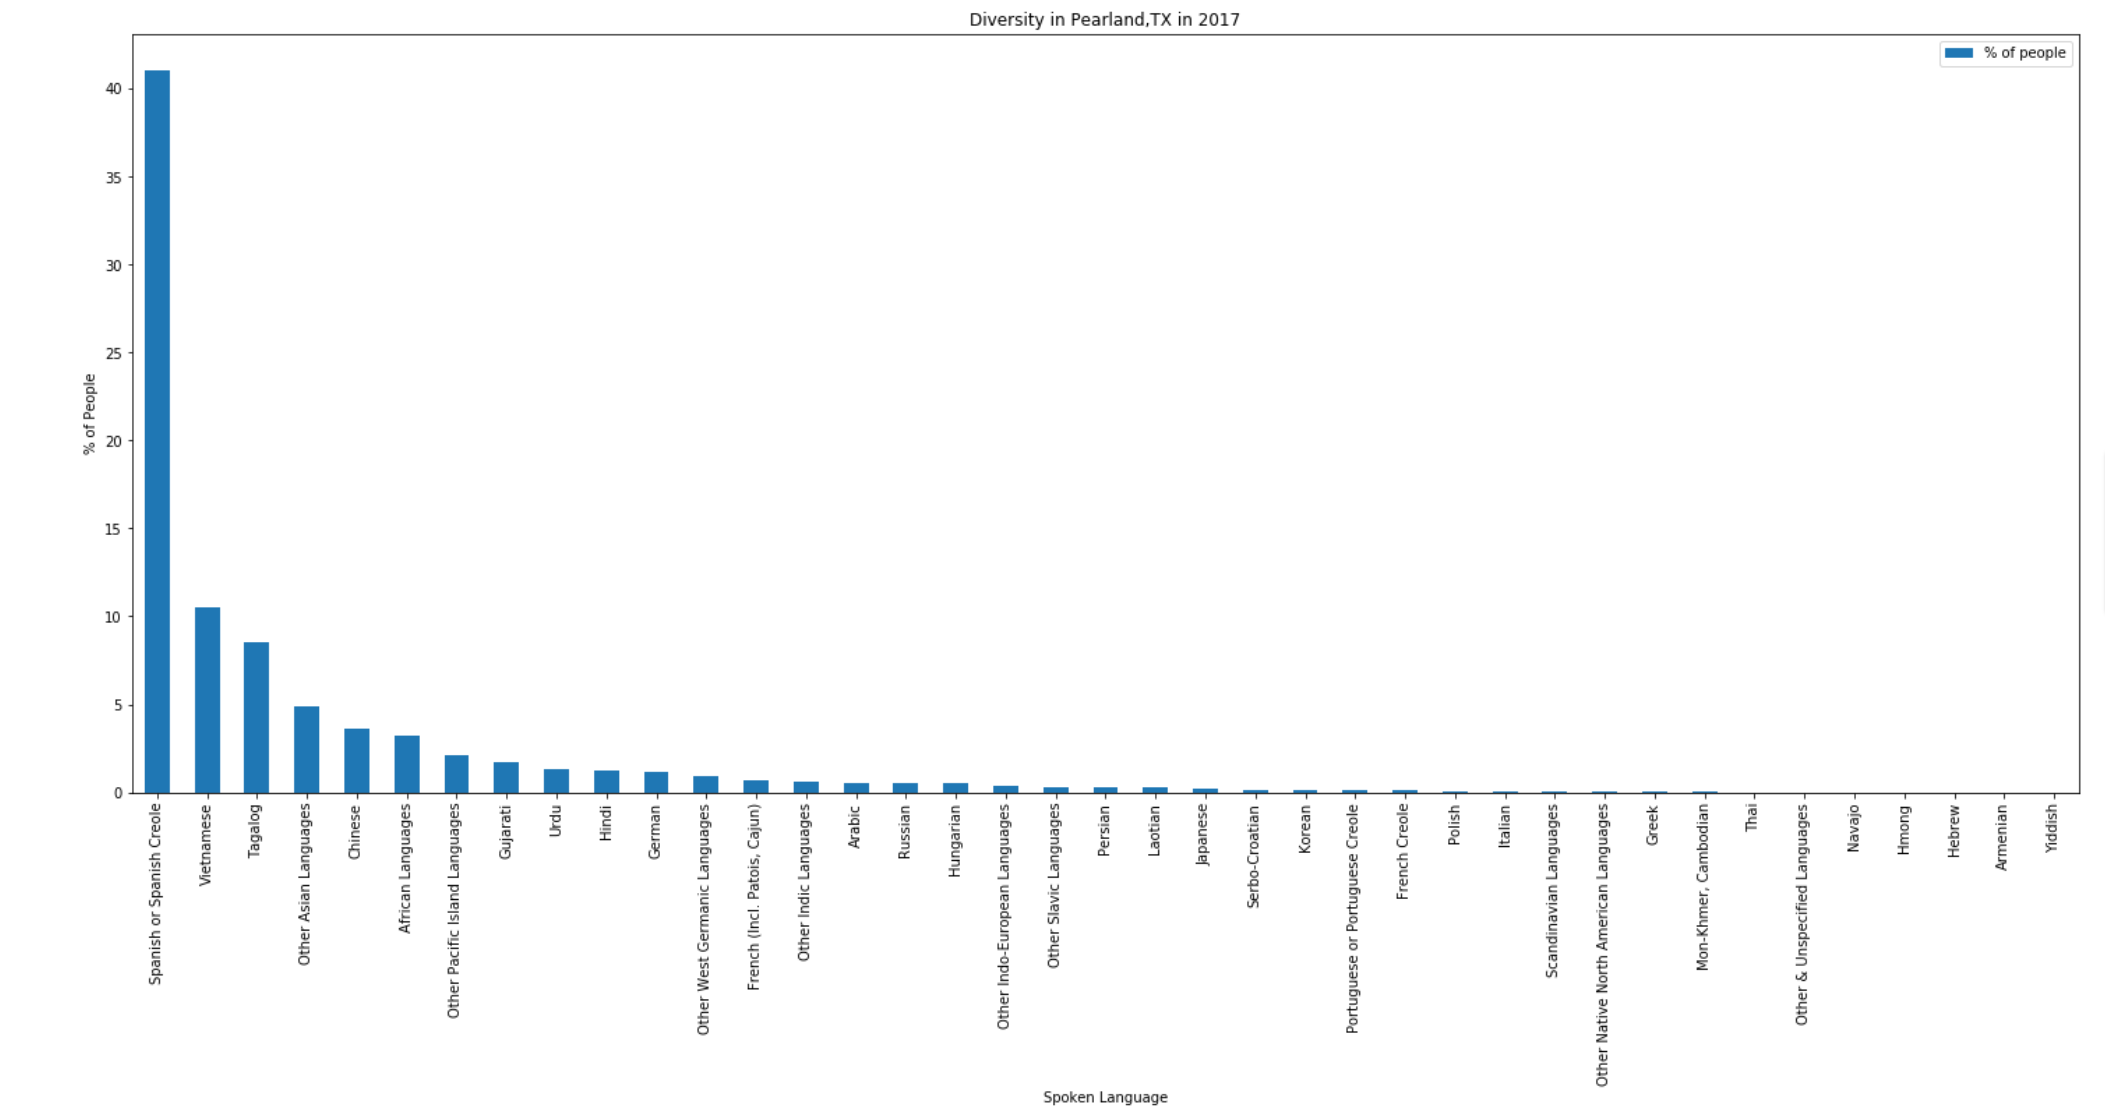 Diversity in Pearland,TX in 2017
% of people
40
35
30
25
20
15
10
5
0
% of People
Spanish or Spanish Creole
Vietnamese
Tagalog
Other Asian Languages
Chinese
African Languages
Other Pacific Island Languages
Gujarati
Urdu
Hindi
German
Other West Germanic Languages
French (Incl. Patois, Cajun)
Other Indic Languages
Arabic
Russian
Hungarian
Other Indo-European Languages
Other Slavic Languages
Persian
Laotian
Japanese
Serbo-Croatian
Korean
Portuguese or Portuguese Creole
French Creole
Polish
Italian
Scandinavian Languages
Other Native North American Languages
Greek
Mon-Khmer, Cambodian
Thai
Other & Unspecified Languages
Navajo
Hmong
Hebrew
Armenian
Yiddish
Spoken Language